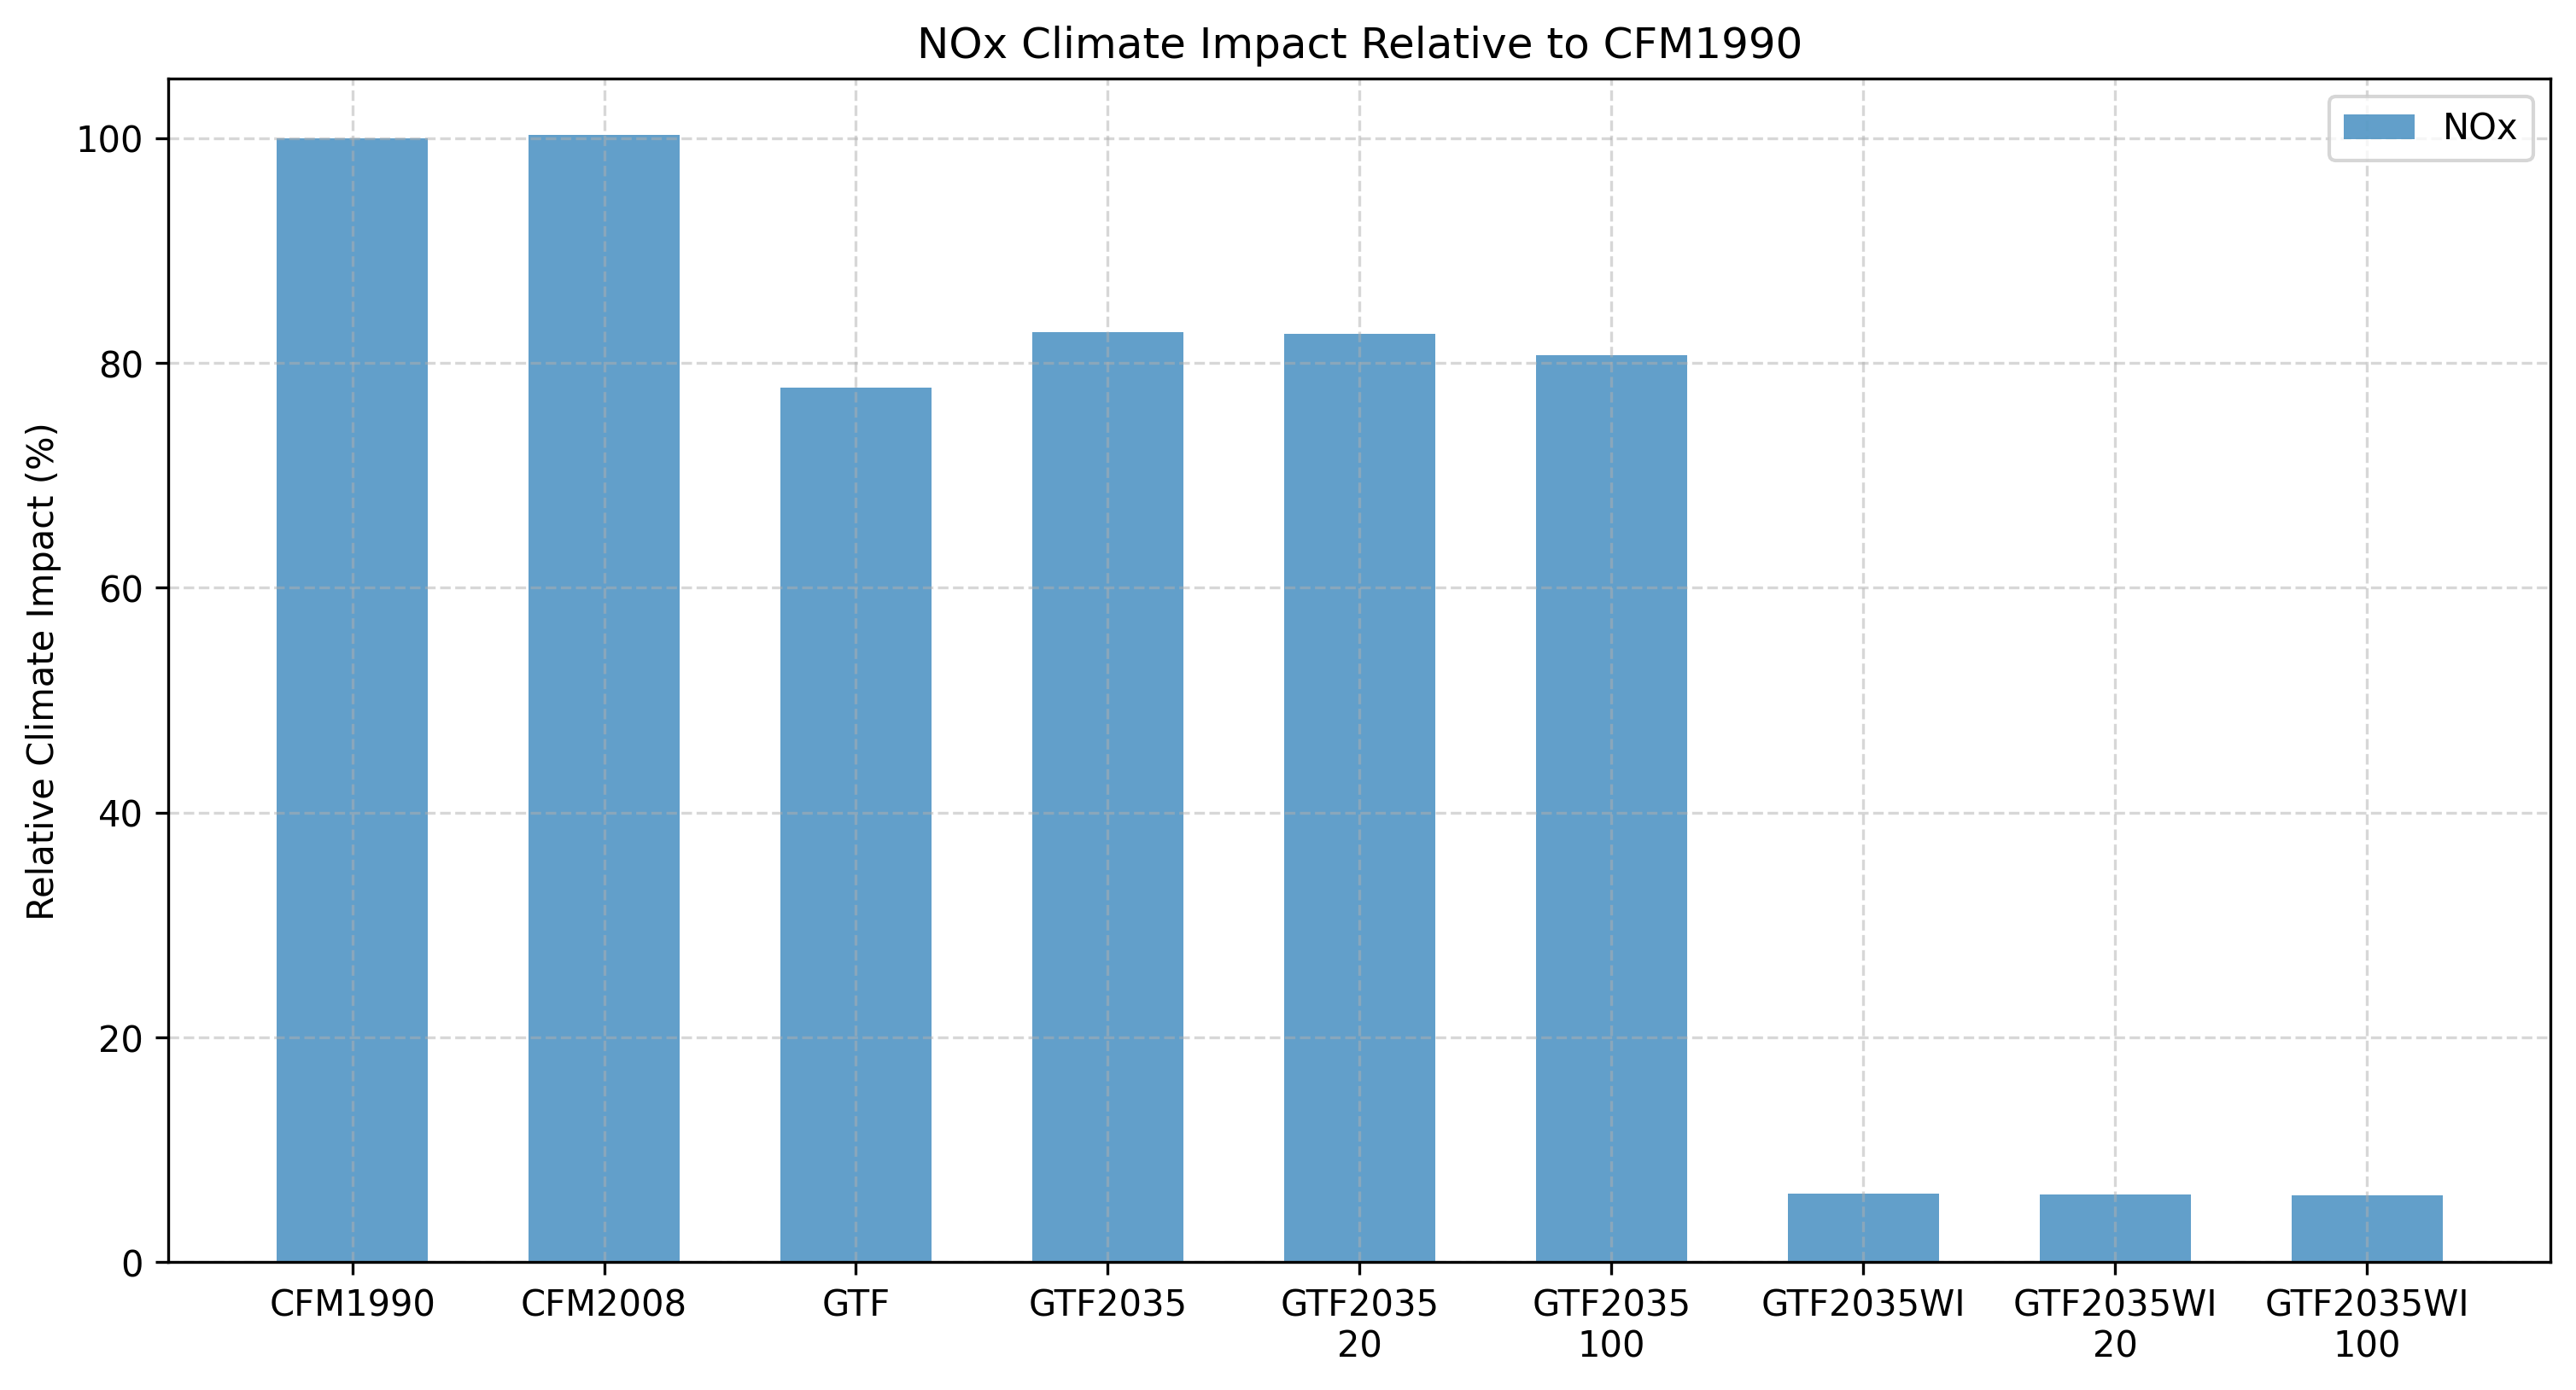 NOx Climate Impact Relative to CFM1990
NOx
Relative Climate Impact (%)
100
80
60
40
20
0
CFM1990
CFM2008
GTF
GTF2035
GTF2035
20
GTF2035
100
GTF2035WI
GTF2035WI
20
GTF2035WI
100